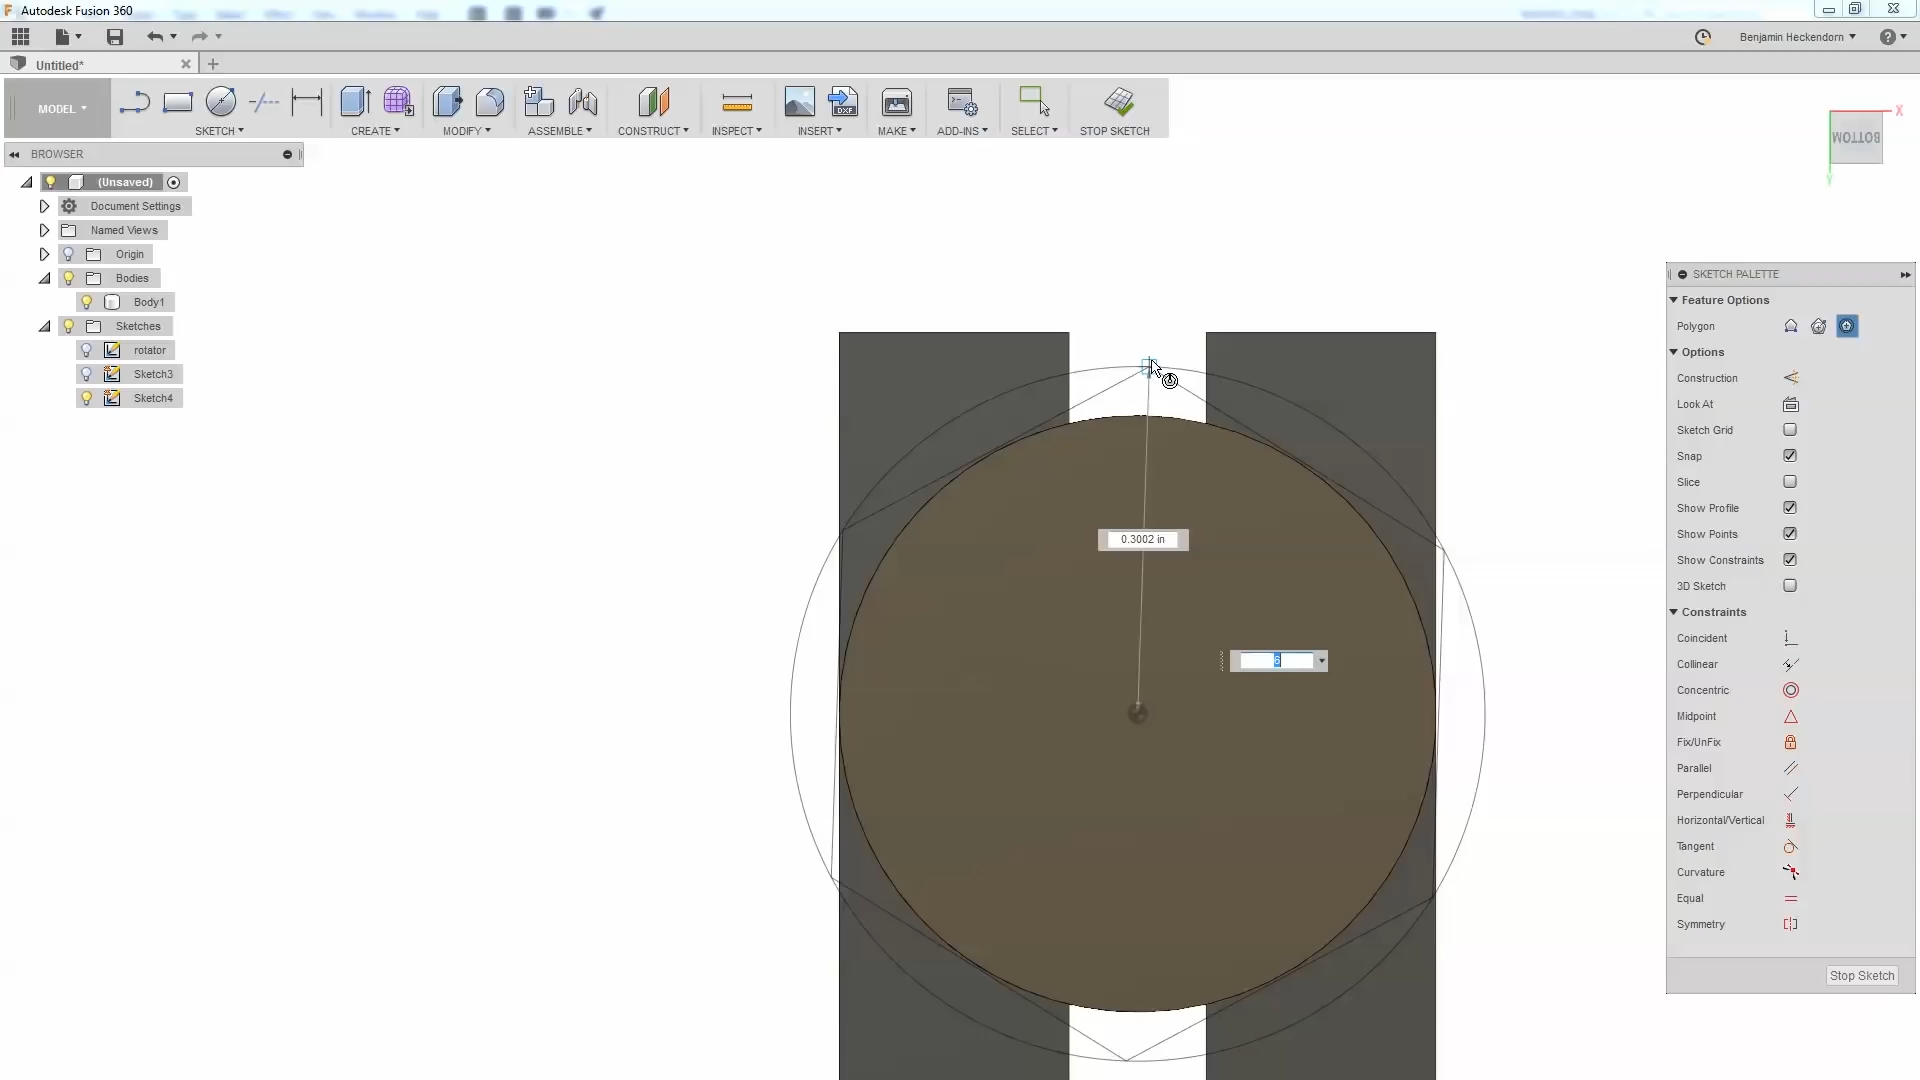 Autodesk Fusion 360
Benjamin Heckendorn
Untitled*
MODEL
SKETCH
CREATE
MODIFY
ASSEMBLE
CONSTRUCT
INSPECT
INSERT
MAKE
ADD-INS
SELECT
STOP SKETCH
DXF
BROWSER
X
BOTTOM
Y
(Unsaved)
Document Settings
Named Views
Origin
Bodies
Body1
Sketches
rotator
Sketch3
Sketch4
0.3002 in
6
SKETCH PALETTE
Feature Options
Polygon
Options
Construction
Look At
Sketch Grid
Snap
Slice
Show Profile
Show Points
Show Constraints
3D Sketch
Constraints
Coincident
Collinear
Concentric
Midpoint
Fix/UnFix
Parallel
Perpendicular
Horizontal/Vertical
Tangent
Curvature
Equal
Symmetry
Stop Sketch